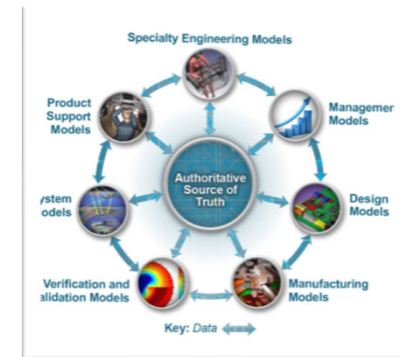 Specialty Engineering Models
Product
Support
Models
Managemer
Models
Authoritative
Source of
Truth
ystem
odels
Design
Models
Verification and
alidation Models
Manufacturing
Models
Key: Data